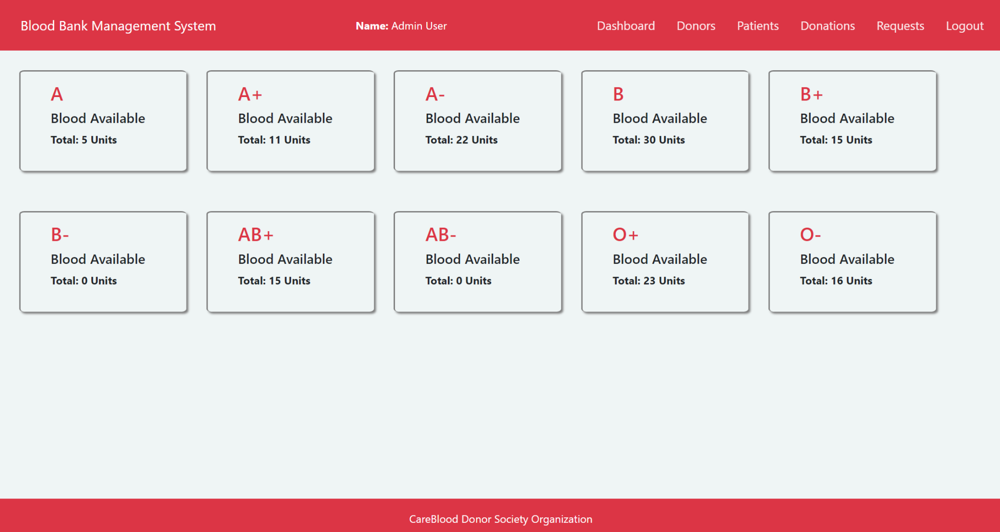 Blood Bank Management System
Name: Admin User
Dashboard Donors Patients Donations Requests Logout
A
Blood Available
Total: 5 Units
A+
Blood Available
Total: 11 Units
A-
Blood Available
Total: 22 Units
B
Blood Available
Total: 30 Units
B+
Blood Available
Total: 15 Units
B-
Blood Available
Total: 0 Units
AB+
Blood Available
Total: 15 Units
AB-
Blood Available
Total: 0 Units
O+
Blood Available
Total: 23 Units
O-
Blood Available
Total: 16 Units
CareBlood Donor Society Organization